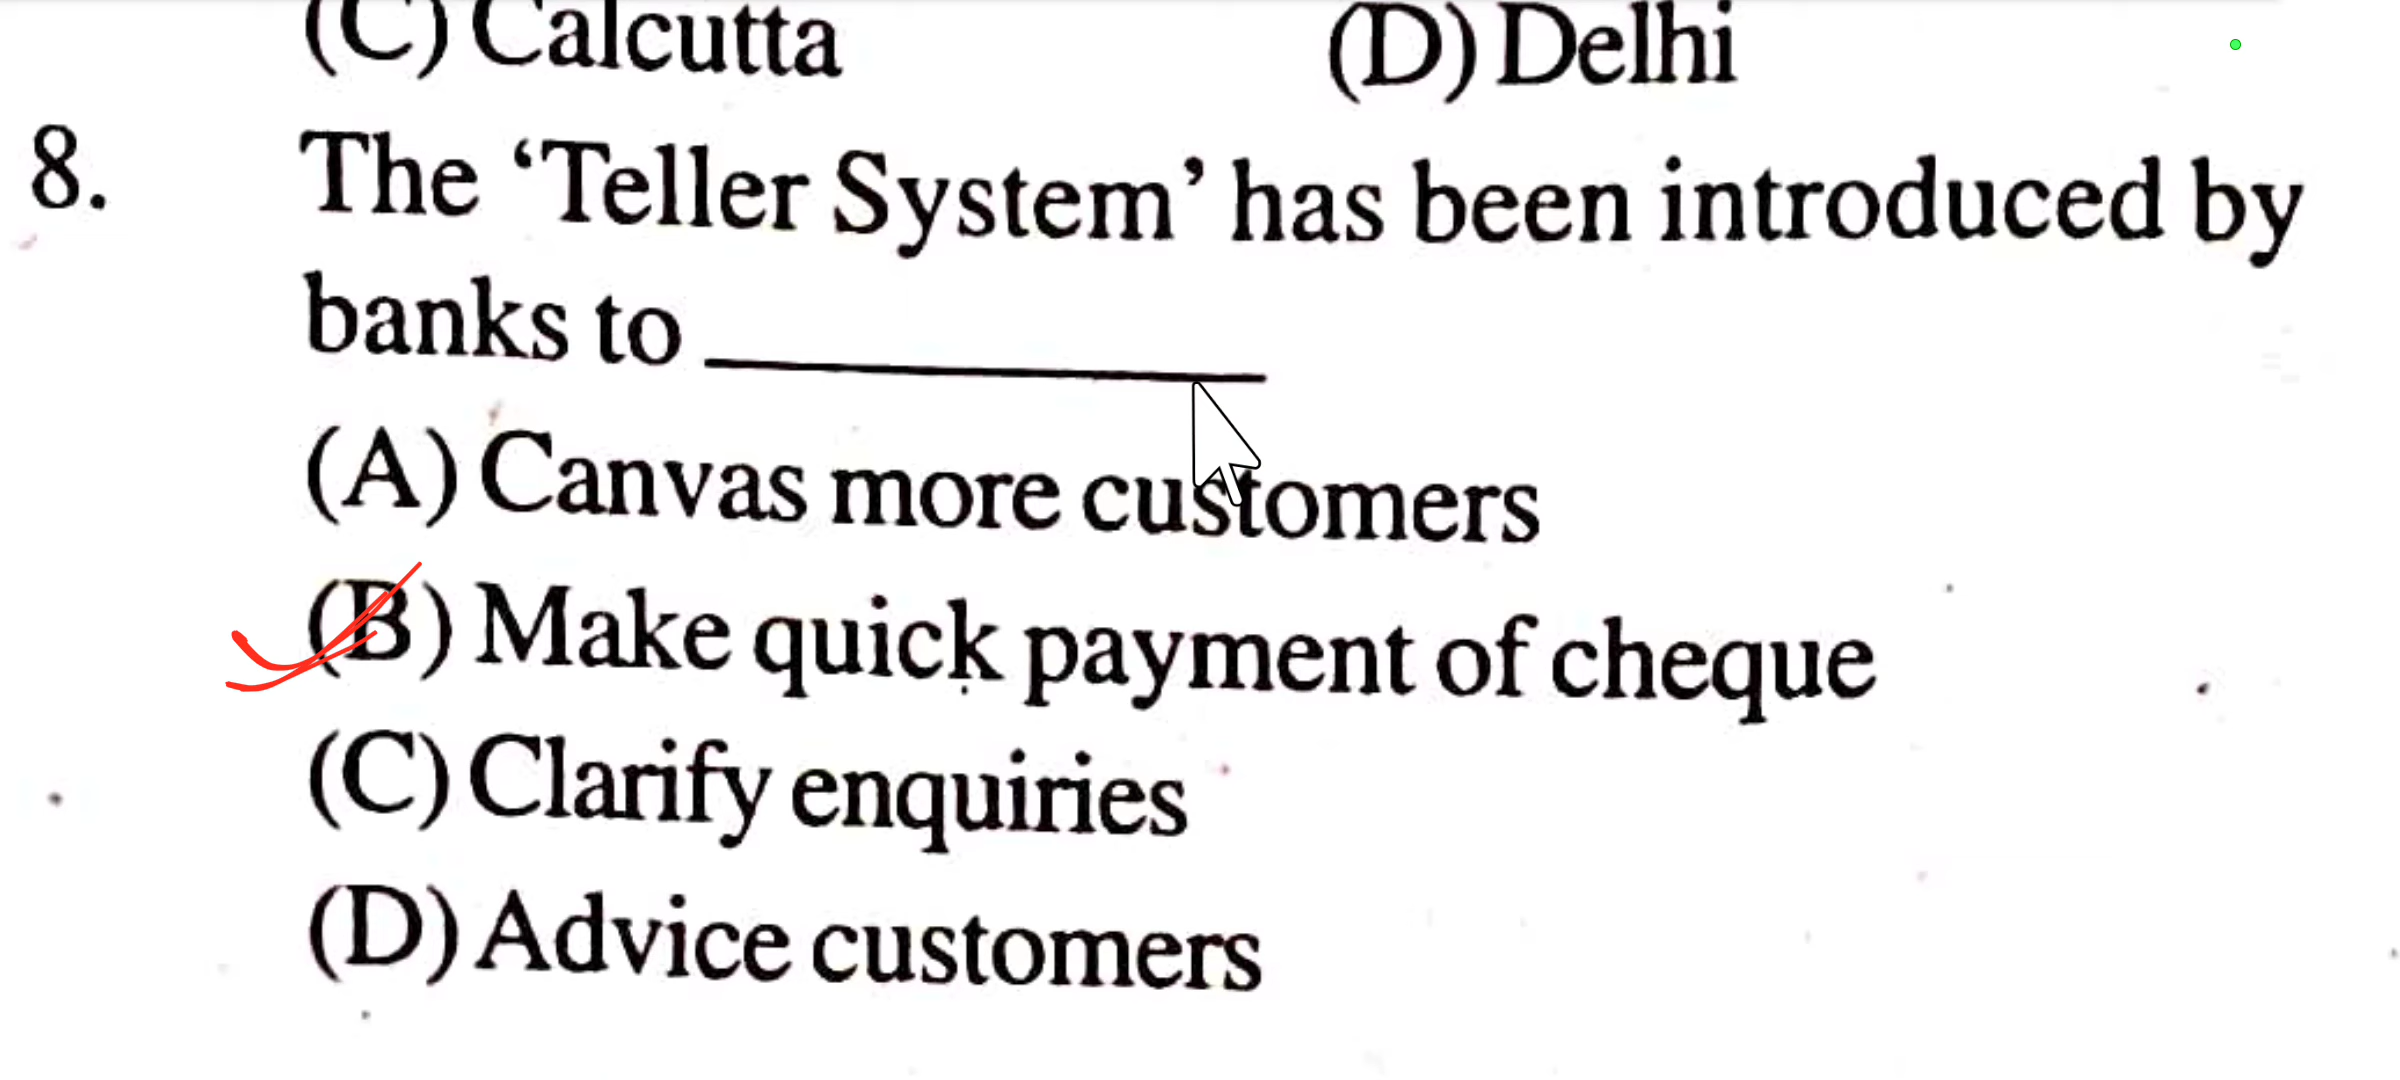 (C) Calcutta (D) Delhi
8. The ‘Teller System’ has been introduced by
banks to ____________
(A) Canvas more customers
(B) Make quick payment of cheque
(C) Clarify enquiries
(D) Advice customers